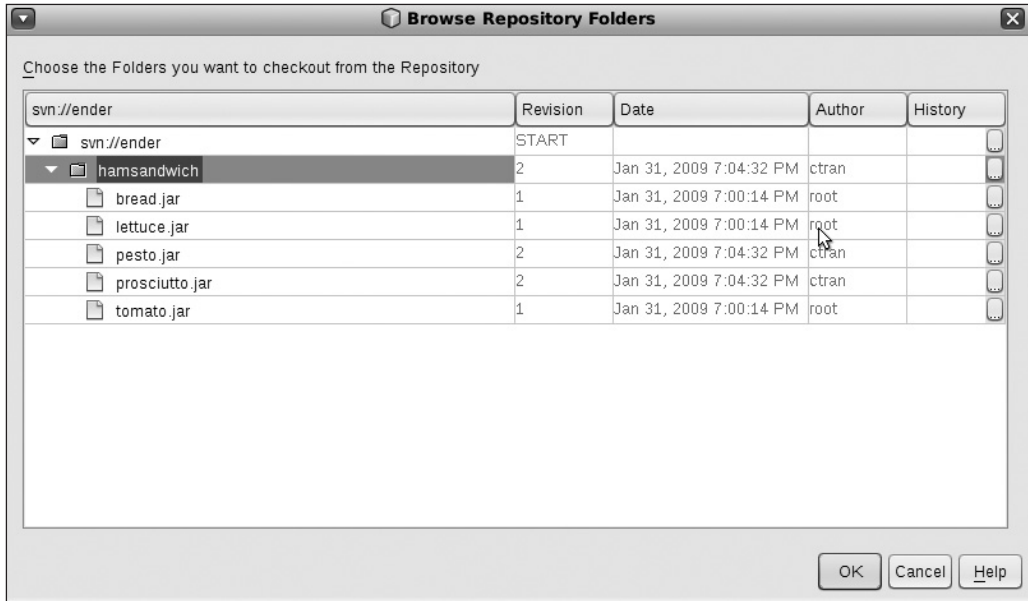 Browse Repository Folders
Choose the Folders you want to checkout from the Repository
svn://ender Revision Date Author History
svn://ender START ...
hamsandwich 2 Jan 31, 2009 7:04:32 PM ctran ...
bread.jar 1 Jan 31, 2009 7:00:14 PM root ...
lettuce.jar 1 Jan 31, 2009 7:00:14 PM root ...
pesto.jar 2 Jan 31, 2009 7:04:32 PM ctran ...
prosciutto.jar 2 Jan 31, 2009 7:04:32 PM ctran ...
tomato.jar 1 Jan 31, 2009 7:00:14 PM root ...
OK Cancel Help